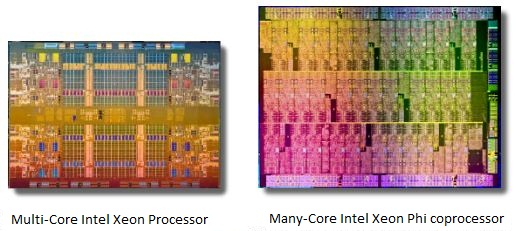 Multi-Core Intel Xeon Processor
Many-Core Intel Xeon Phi coprocessor